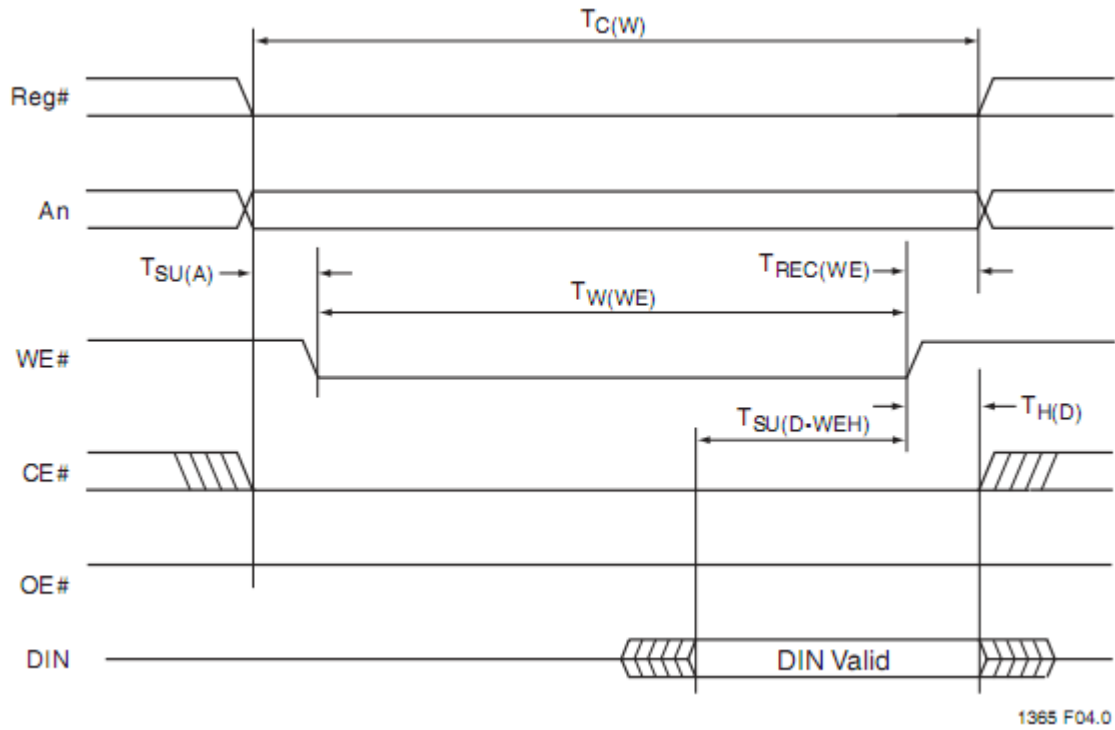 TC(W)
Reg#
An
TSU(A)
TREC(WE)
TW(WE)
WE#
TSU(D-WEH)
TH(D)
CE#
OE#
DIN
DIN Valid
1365 F04.0